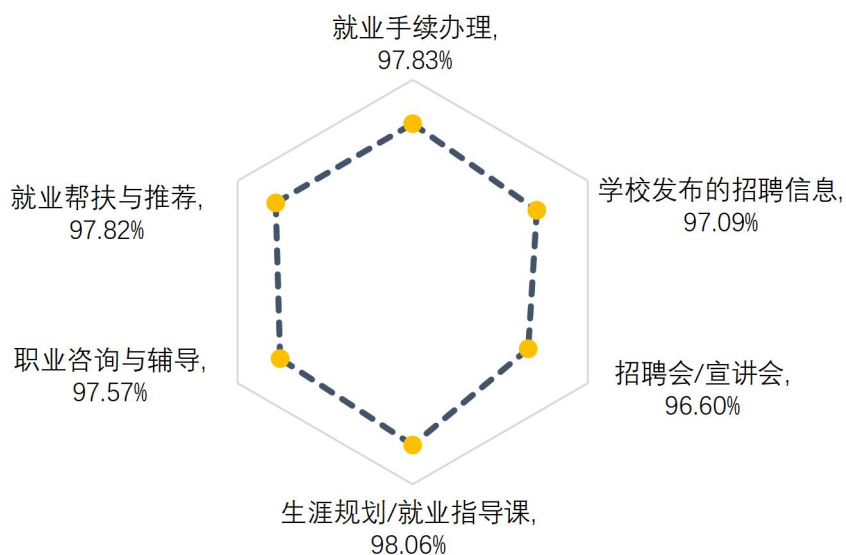 就业手续办理,
97.83%
学校发布的招聘信息,
97.09%
招聘会/宣讲会,
96.60%
生涯规划/就业指导课,
98.06%
职业咨询与辅导,
97.57%
就业帮扶与推荐,
97.82%